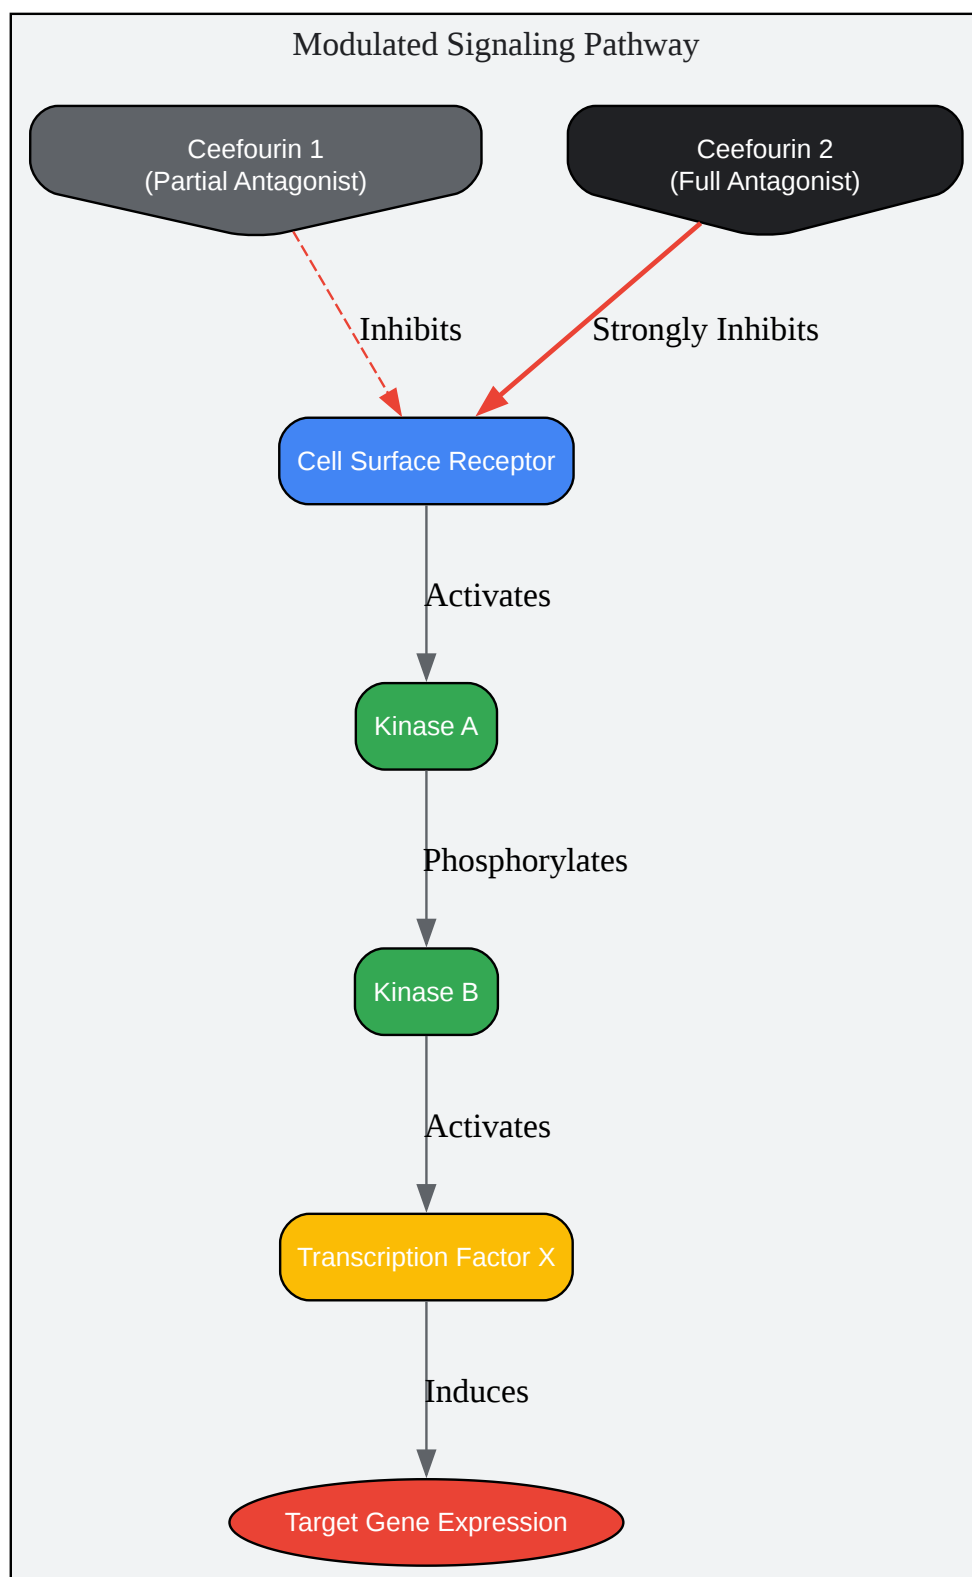 Modulated Signaling Pathway
Ceefourin 1
(Partial Antagonist)
Ceefourin 2
(Full Antagonist)
Inhibits
Strongly Inhibits
Cell Surface Receptor
Activates
Kinase A
Phosphorylates
Kinase B
Activates
Transcription Factor X
Induces
Target Gene Expression